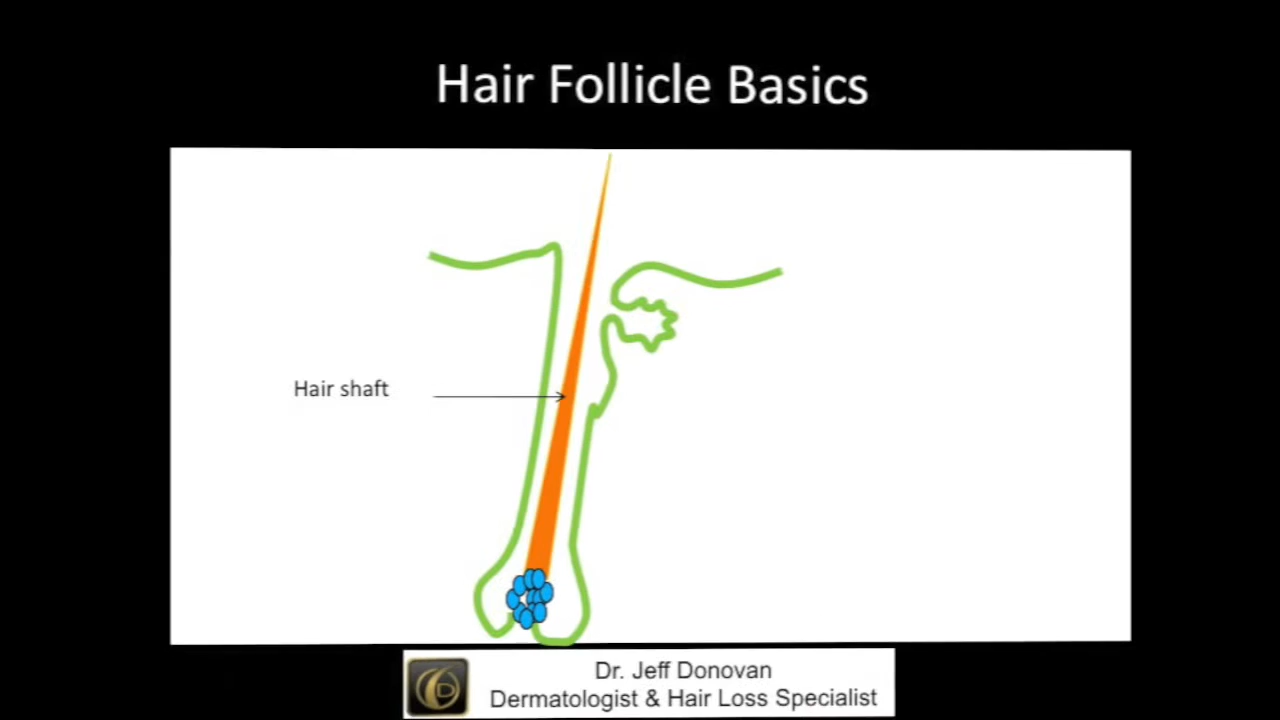 Hair Follicle Basics
Hair shaft
Dr. Jeff Donovan
Dermatologist & Hair Loss Specialist